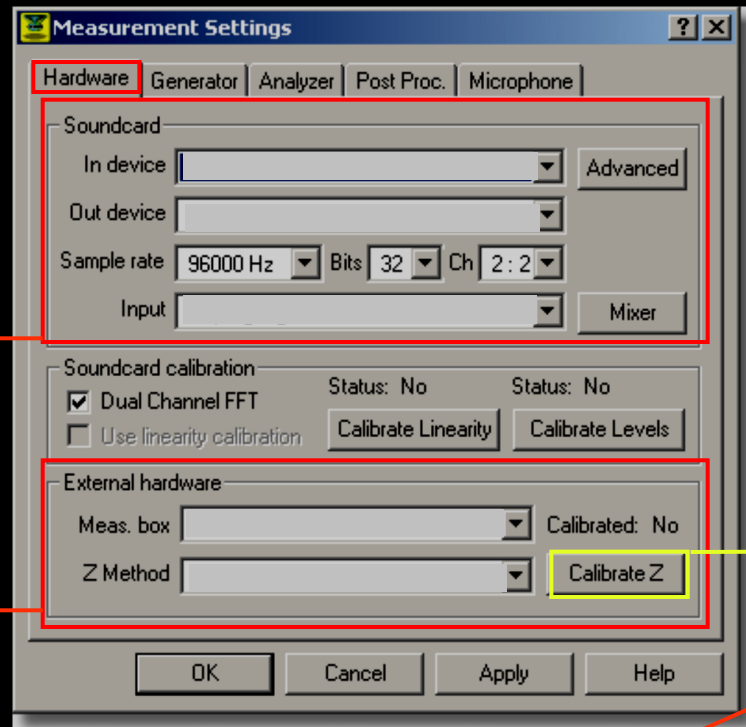 Measurement Settings
Hardware Generator Analyzer Post Proc. Microphone
Soundcard
In device Advanced
Out device
Sample rate 96000 Hz Bits 32 Ch 2 : 2
Input Mixer
Soundcard calibration
Dual Channel FFT Status: No Status: No
Use linearity calibration Calibrate Linearity Calibrate Levels
External hardware
Meas. box Calibrated: No
Z Method Calibrate Z
OK Cancel Apply Help